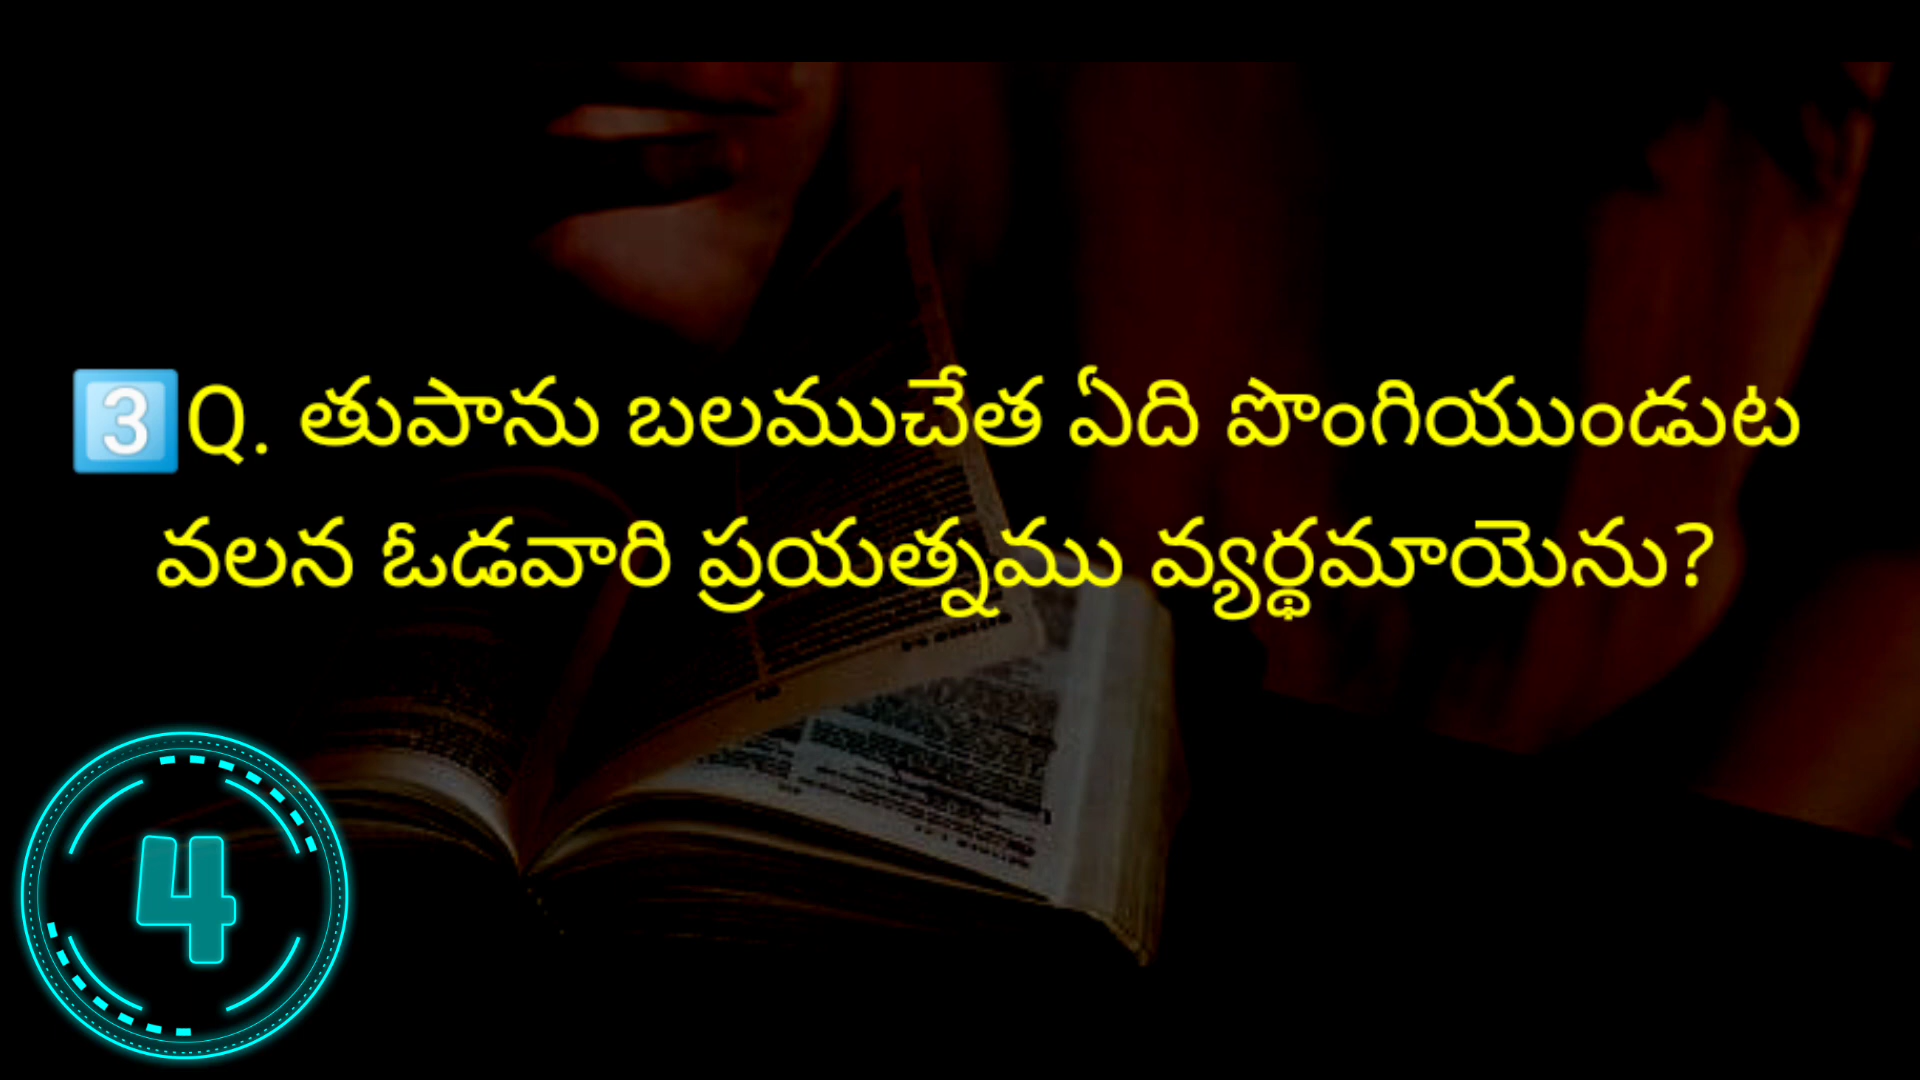 3️⃣Q. తుపాను బలముచేత ఏది పొంగియుండుట
వలన ఓడవారి ప్రయత్నము వ్యర్థమాయెను?
4